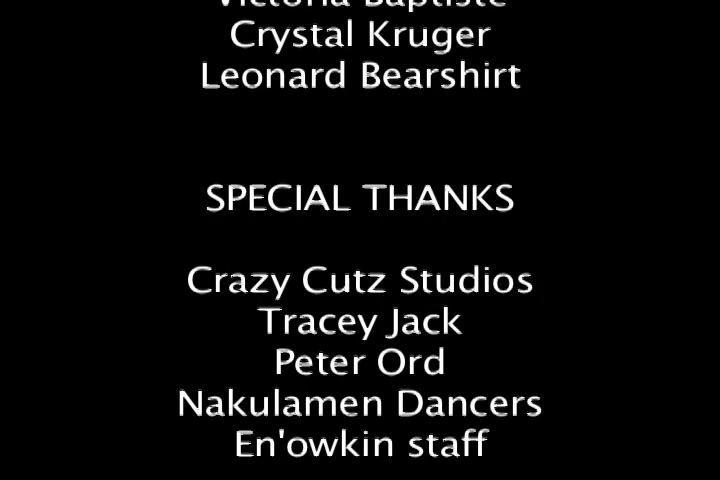 Victoria Baptiste
Crystal Kruger
Leonard Bearshirt
SPECIAL THANKS
Crazy Cutz Studios
Tracey Jack
Peter Ord
Nakulamen Dancers
En'owkin staff